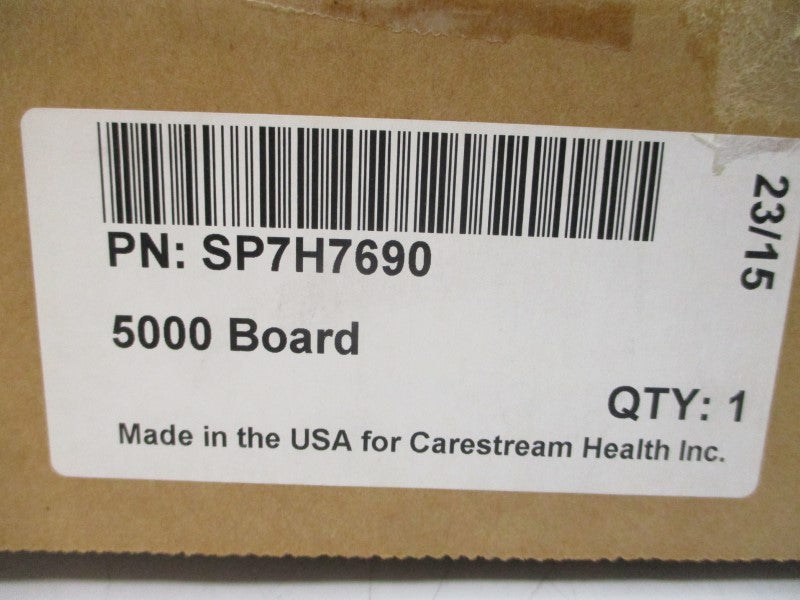 PN: SP7H7690
23/15
5000 Board
QTY: 1
Made in the USA for Carestream Health Inc.